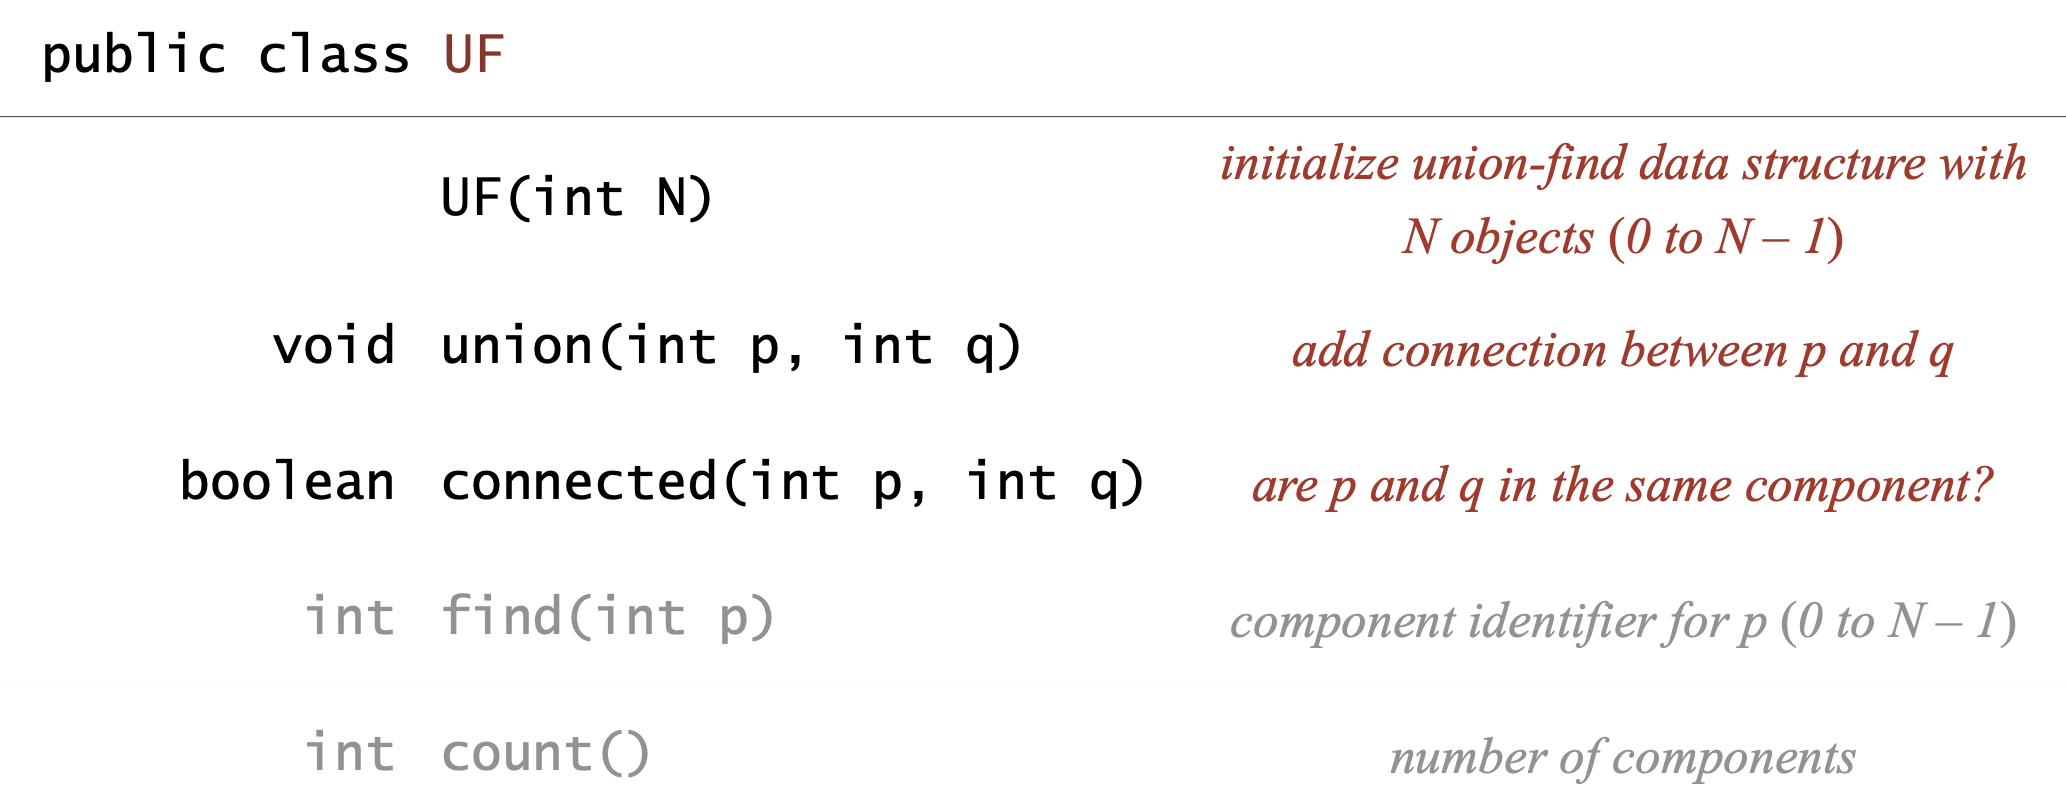 public class UF
UF(int N)
initialize union-find data structure with
N objects (0 to N – 1)
void union(int p, int q)
add connection between p and q
boolean connected(int p, int q)
are p and q in the same component?
int find(int p)
component identifier for p (0 to N – 1)
int count()
number of components